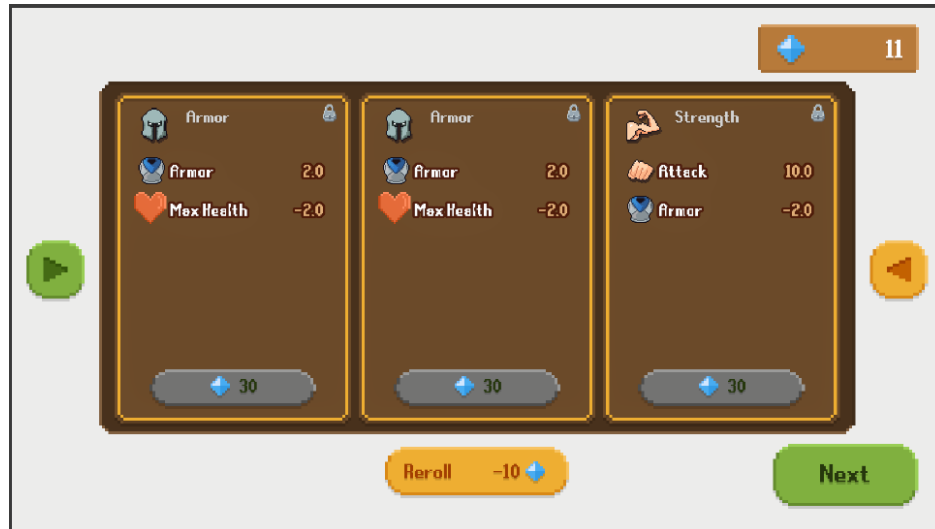 11
Armor
Armor 2.0
Max Health -2.0
30
Armor
Armor 2.0
Max Health -2.0
30
Strength
Attack 10.0
Armor -2.0
30
Reroll -10
Next